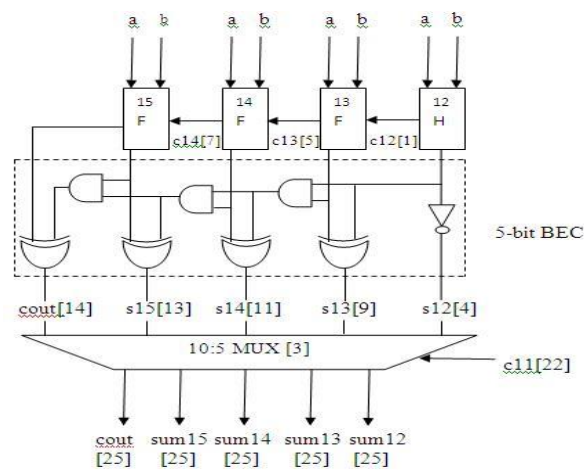 a b a b a b a b
15 14 13 12
F F F H
c14[7] c13[5] c12[1]
5-bit BEC
cout[14] s15[13] s14[11] s13[9] s12[4]
10:5 MUX [3]
c11[22]
cout sum15 sum14 sum13 sum12
[25] [25] [25] [25] [25]